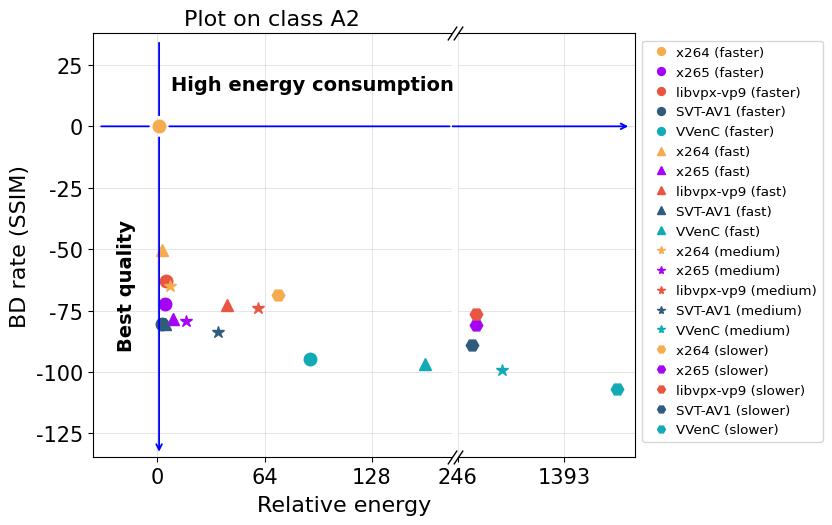 Plot on class A2
25
0
-25
-50
-75
-100
-125
BD rate (SSIM)
High energy consumption
Best quality
0 64 128 246 1393
Relative energy
x264 (faster)
x265 (faster)
libvpx-vp9 (faster)
SVT-AV1 (faster)
VVenC (faster)
x264 (fast)
x265 (fast)
libvpx-vp9 (fast)
SVT-AV1 (fast)
VVenC (fast)
x264 (medium)
x265 (medium)
libvpx-vp9 (medium)
SVT-AV1 (medium)
VVenC (medium)
x264 (slower)
x265 (slower)
libvpx-vp9 (slower)
SVT-AV1 (slower)
VVenC (slower)